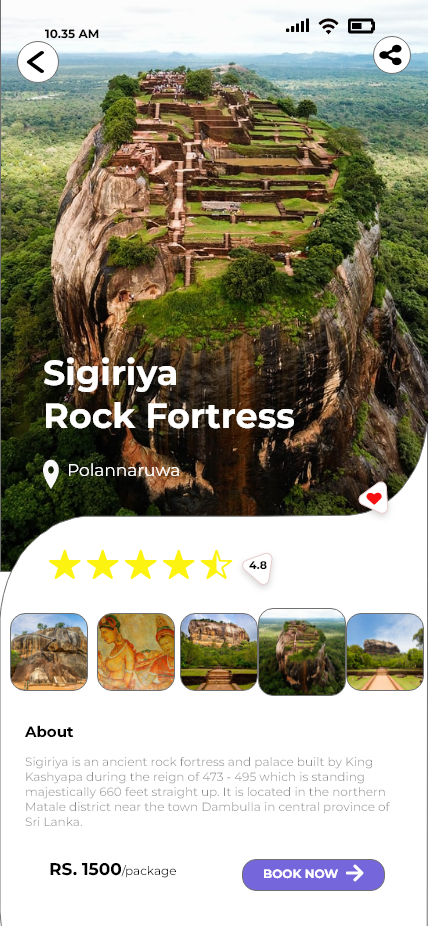 10.35 AM
Sigiriya
Rock Fortress
Polannaruwa
4.8
About
Sigiriya is an ancient rock fortress and palace built by King
Kashyapa during the reign of 473 - 495 which is standing
majestically 660 feet straight up. It is located in the northern
Matale district near the town Dambulla in central province of
Sri Lanka.
RS. 1500/package
BOOK NOW